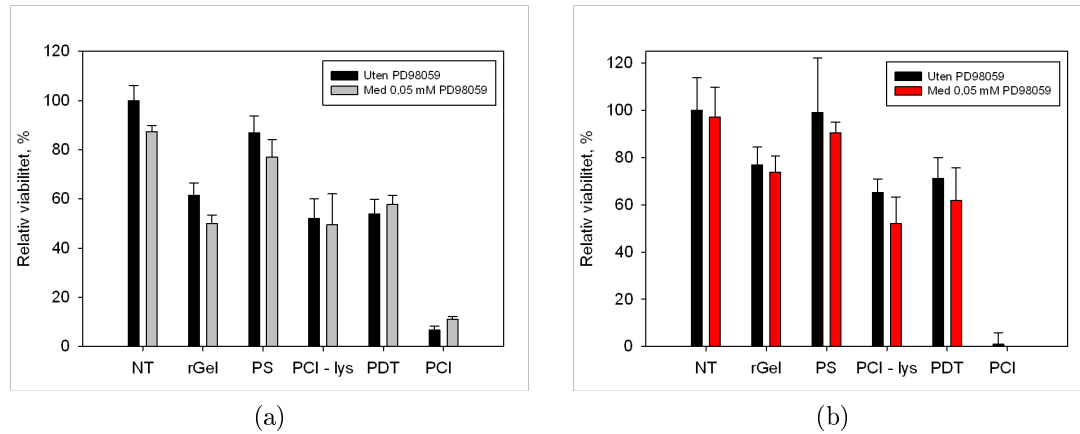 120
100
80
60
40
20
0
Relativ viabilitet, %
Uten PD98059
Med 0,05 mM PD98059
NT rGel PS PCI - lys PDT PCI
(a)
120
100
80
60
40
20
0
Relativ viabilitet, %
Uten PD98059
Med 0,05 mM PD98059
NT rGel PS PCI - lys PDT PCI
(b)